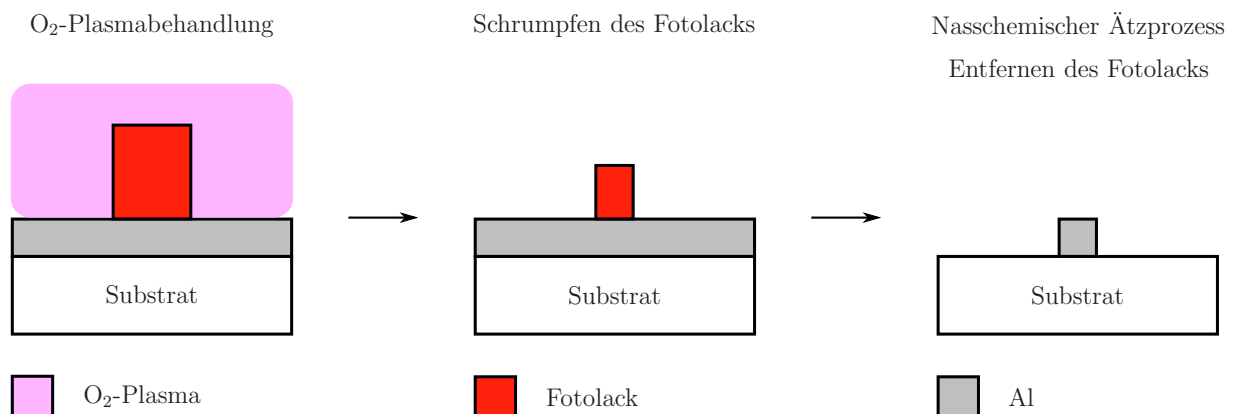 O₂-Plasmabehandlung
Schrumpfen des Fotolacks
Nasschemischer Ätzprozess
Entfernen des Fotolacks
Substrat
Substrat
Substrat
O₂-Plasma
Fotolack
Al